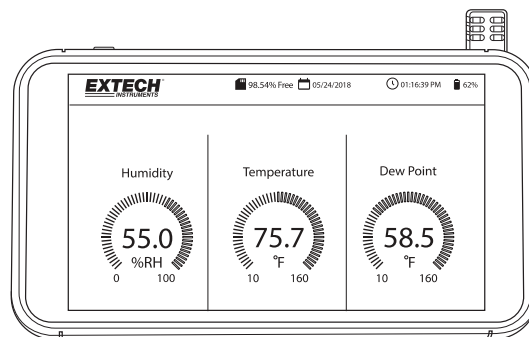 EXTECH
INSTRUMENTS
98.54% Free 05/24/2018 01:16:39 PM 62%
Humidity
55.0
%RH
0 100
Temperature
75.7
°F
10 160
Dew Point
58.5
°F
10 160